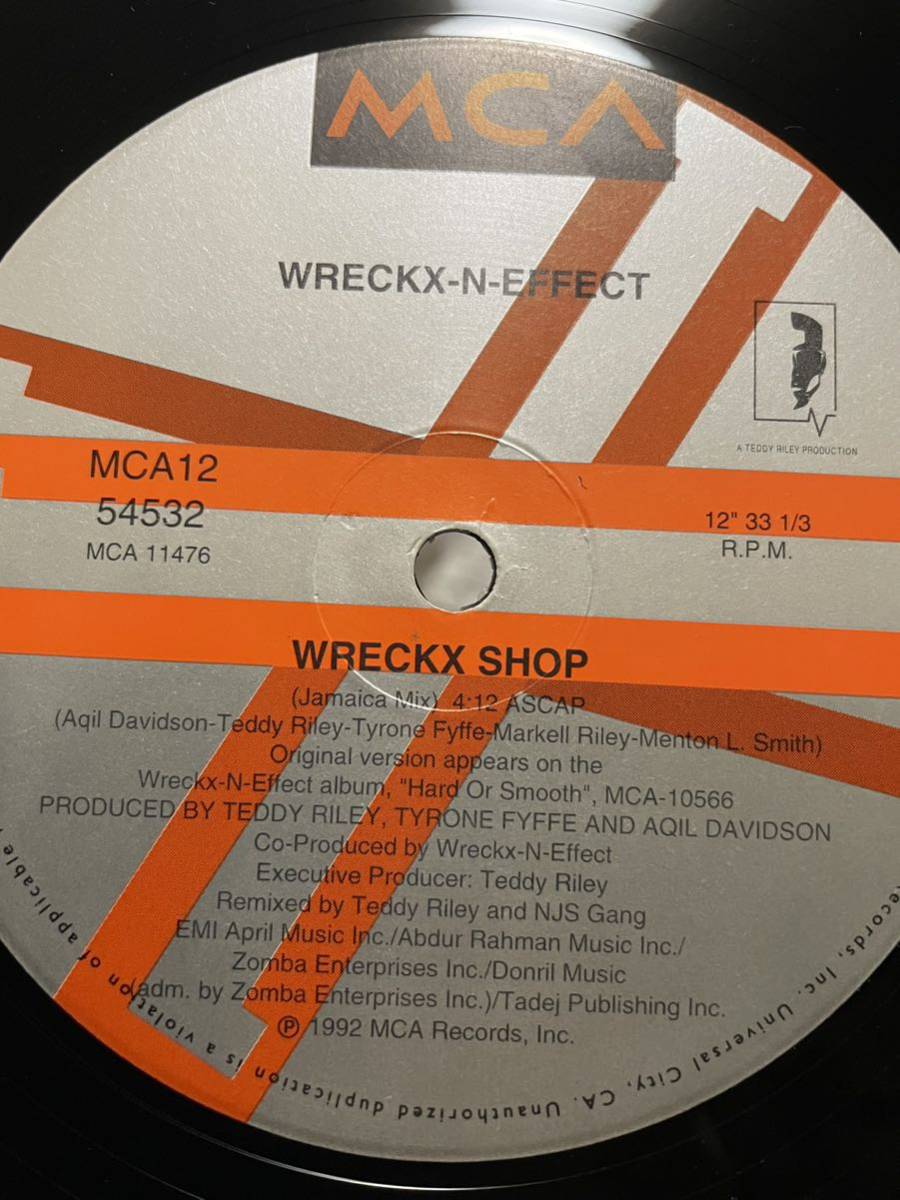 MCA
WRECKX-N-EFFECT
A TEDDY RILEY PRODUCTION
MCA12
54532
MCA 11476
12" 33 1/3
R.P.M.
WRECKX SHOP
(Jamaica Mix) 4:12 ASCAP
(Aqil Davidson-Teddy Riley-Tyrone Fyffe-Markell Riley-Menton L. Smith)
Original version appears on the
Wreckx-N-Effect album, "Hard Or Smooth", MCA-10566
PRODUCED BY TEDDY RILEY, TYRONE FYFFE AND AQIL DAVIDSON
Co-Produced by Wreckx-N-Effect
Executive Producer: Teddy Riley
Remixed by Teddy Riley and NJS Gang
EMI April Music Inc./Abdur Rahman Music Inc./
Zomba Enterprises Inc./Donril Music
(adm. by Zomba Enterprises Inc.)/Tadej Publishing Inc.
℗ 1992 MCA Records, Inc.
Records, Inc. Universal City, CA. Unauthorized duplication is a violation of applicable